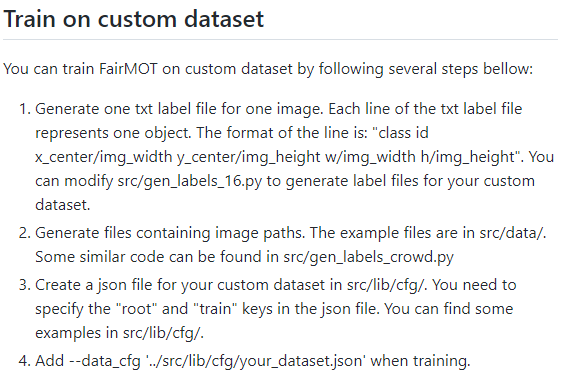 Train on custom dataset
You can train FairMOT on custom dataset by following several steps bellow:
1. Generate one txt label file for one image. Each line of the txt label file
represents one object. The format of the line is: "class id
x_center/img_width y_center/img_height w/img_width h/img_height". You
can modify src/gen_labels_16.py to generate label files for your custom
dataset.
2. Generate files containing image paths. The example files are in src/data/.
Some similar code can be found in src/gen_labels_crowd.py
3. Create a json file for your custom dataset in src/lib/cfg/. You need to
specify the "root" and "train" keys in the json file. You can find some
examples in src/lib/cfg/.
4. Add --data_cfg '../src/lib/cfg/your_dataset.json' when training.